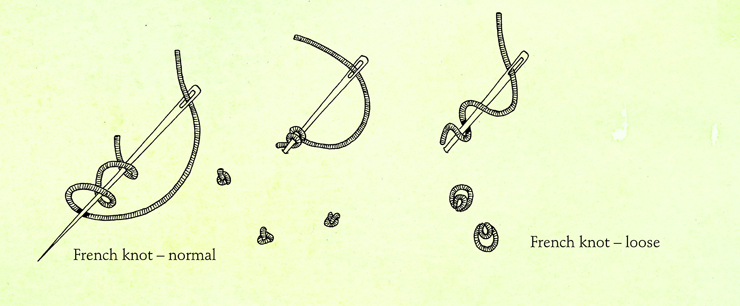 French knot – normal
French knot – loose